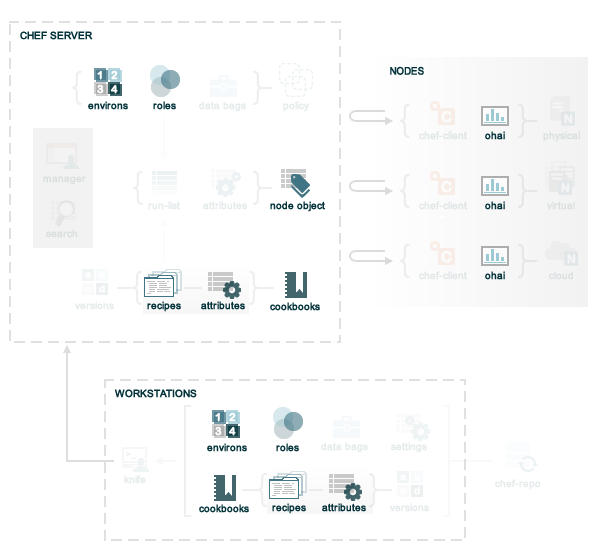 CHEF SERVER
NODES
1 2
3 4
environs roles data bags policy
chef-client ohai physical
manager
run-list attributes node object
chef-client ohai virtual
search
versions recipes attributes cookbooks
chef-client ohai cloud
WORKSTATIONS
1 2
3 4
environs roles data bags settings
knife
chef-repo
cookbooks recipes attributes versions